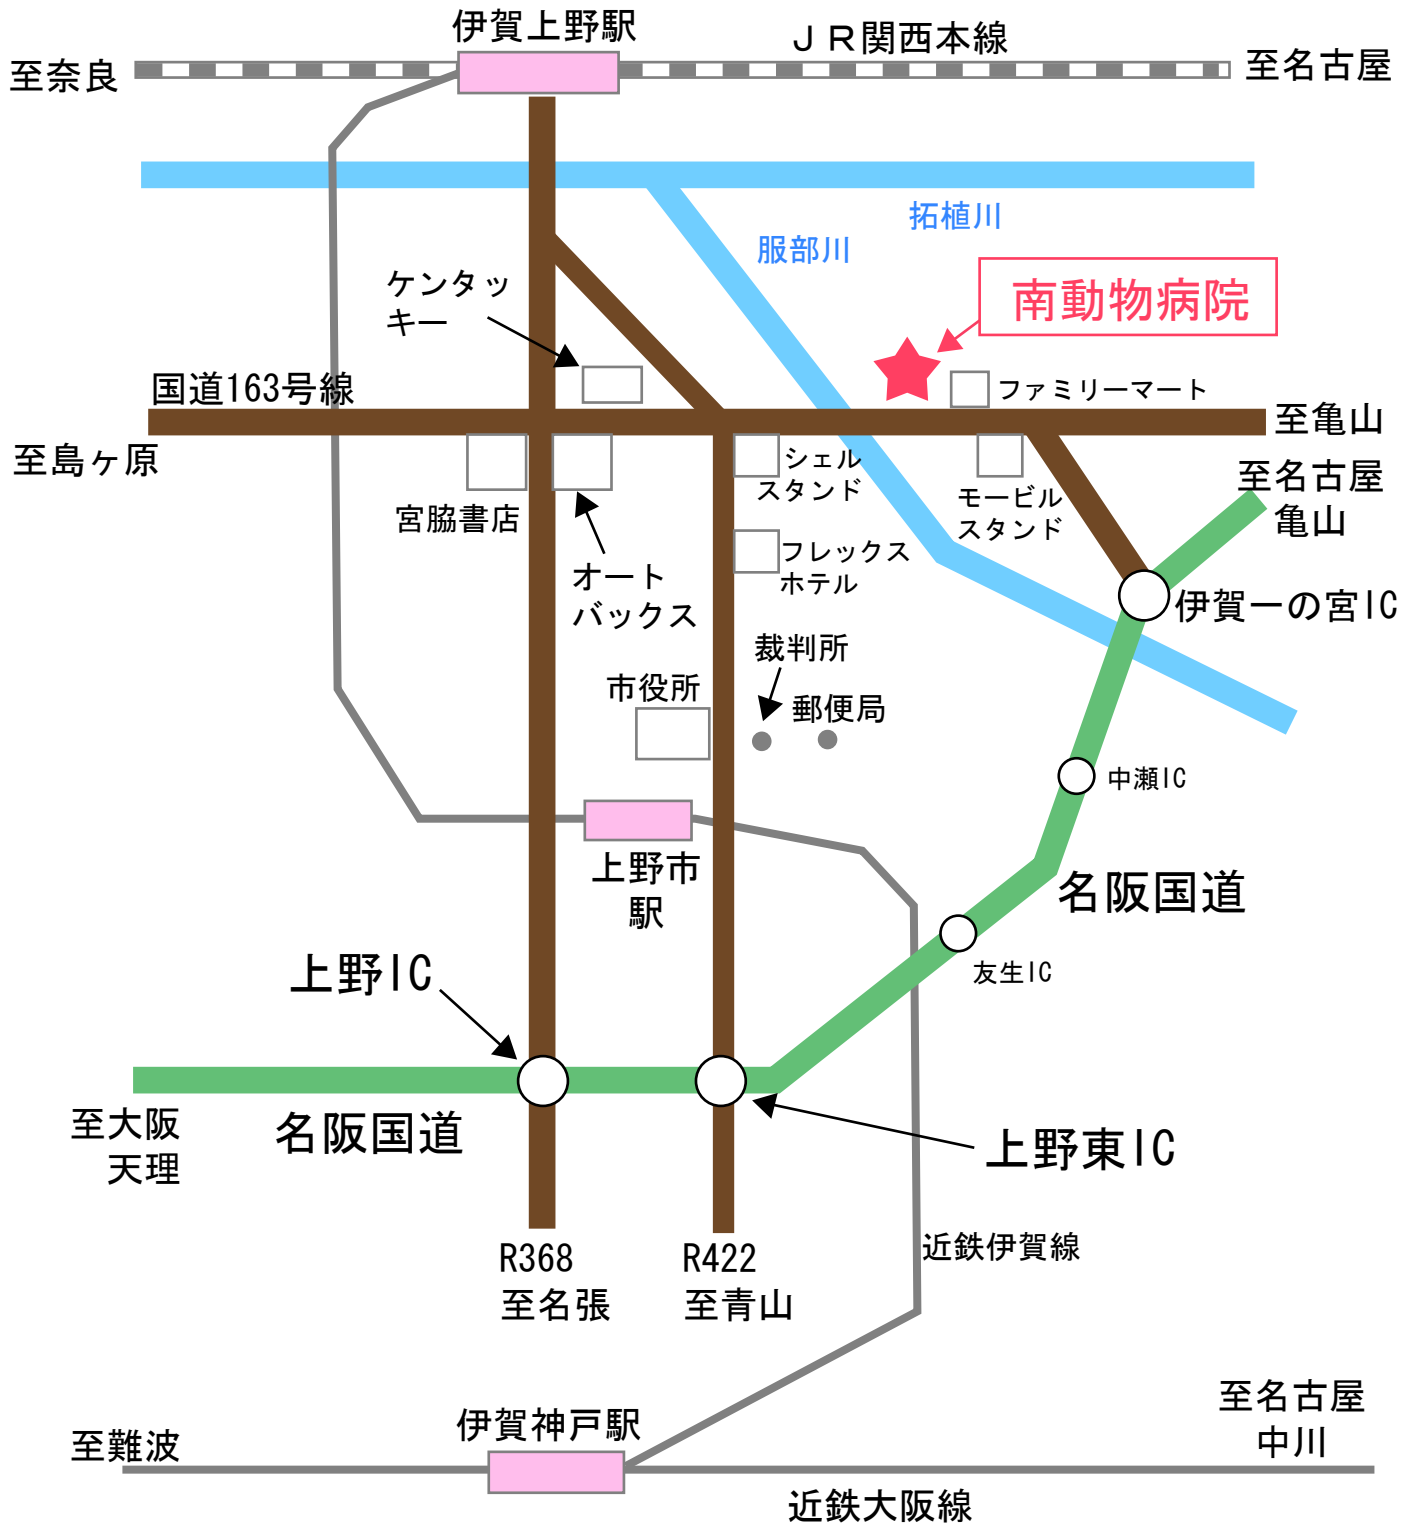 伊賀上野駅
ＪＲ関西本線
至奈良
至名古屋
拓植川
服部川
南動物病院
ケンタッ
キー
国道163号線
ファミリーマート
至亀山
至島ヶ原
シェル
スタンド
至名古屋
亀山
モービル
スタンド
宮脇書店
フレックス
ホテル
オート
バックス
伊賀一の宮IC
裁判所
市役所
郵便局
中瀬IC
上野市
駅
名阪国道
上野IC
友生IC
至大阪
天理
名阪国道
上野東IC
R368
至名張
R422
至青山
近鉄伊賀線
至名古屋
中川
伊賀神戸駅
至難波
近鉄大阪線